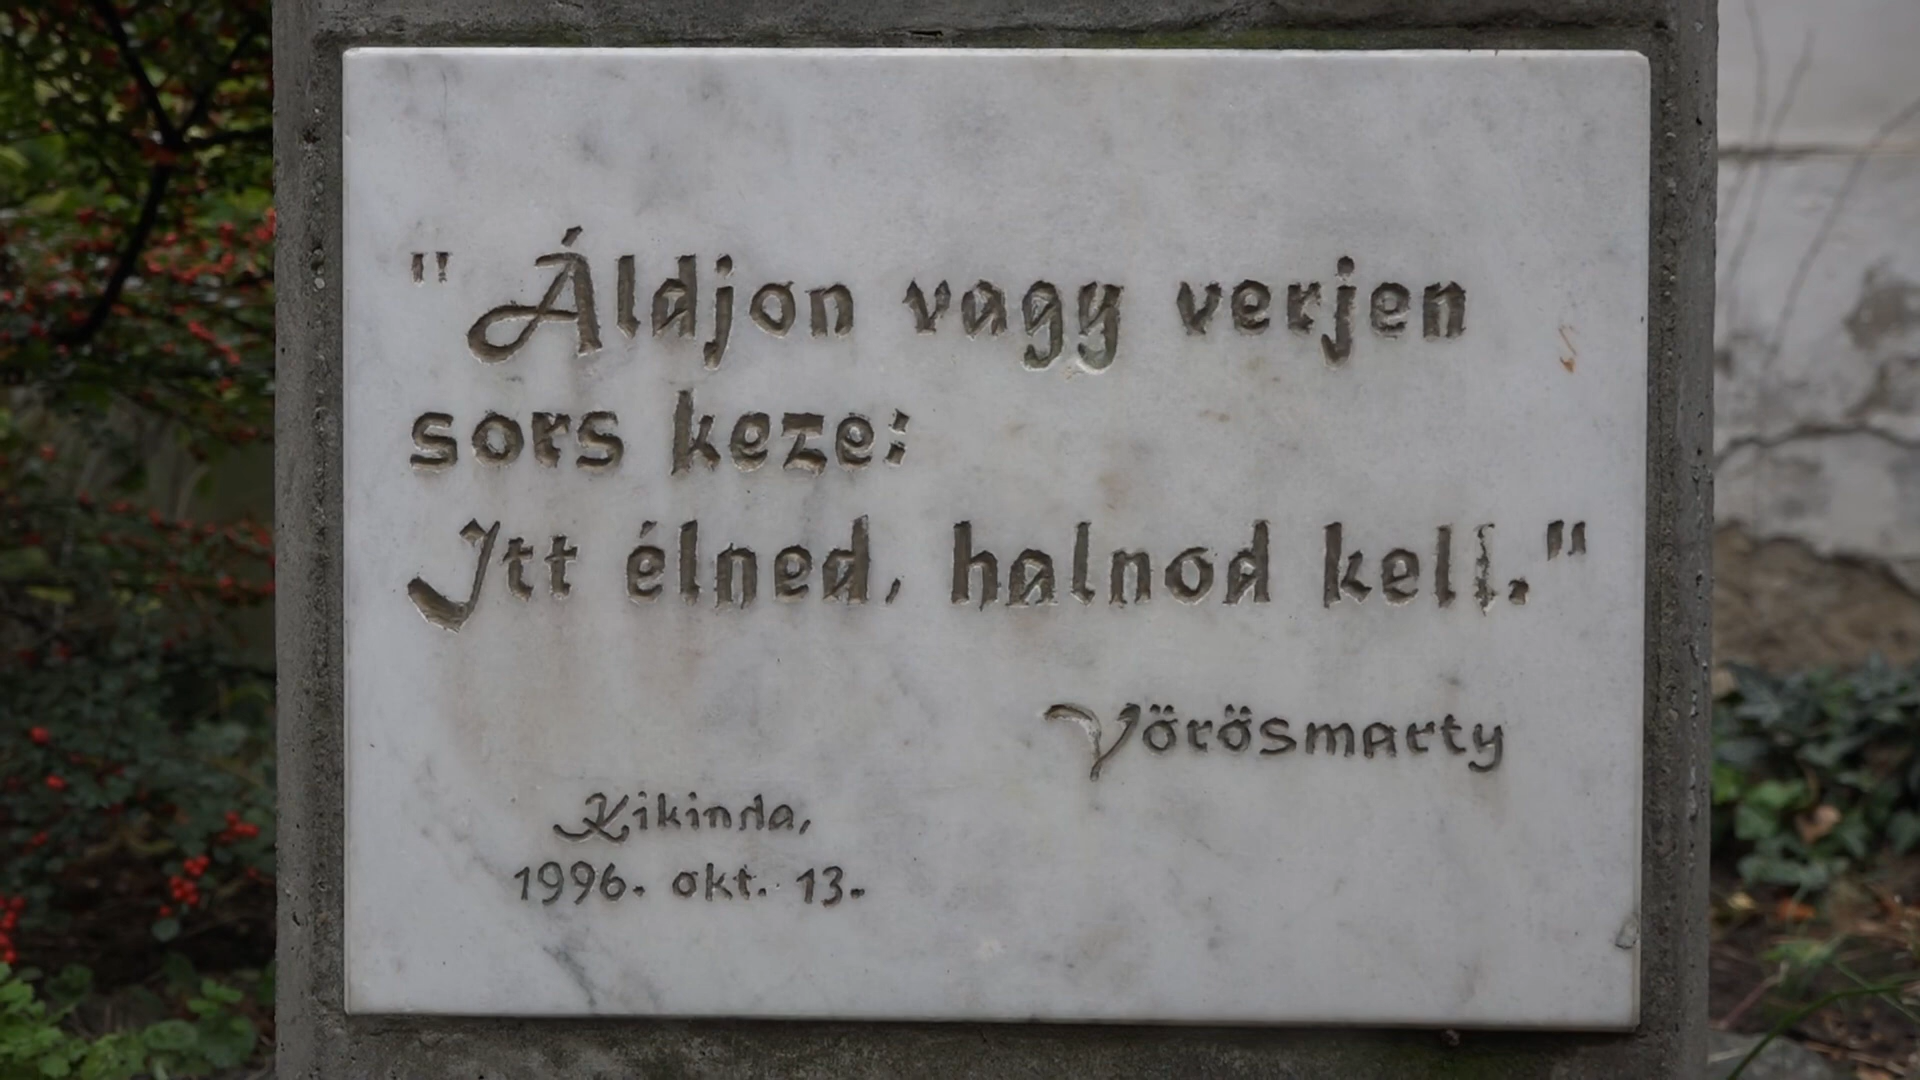 "Áldjon vagy verjen
sors keze:
Itt élned, halnod kell."
Vörösmarty
Kikinda,
1996. okt. 13.